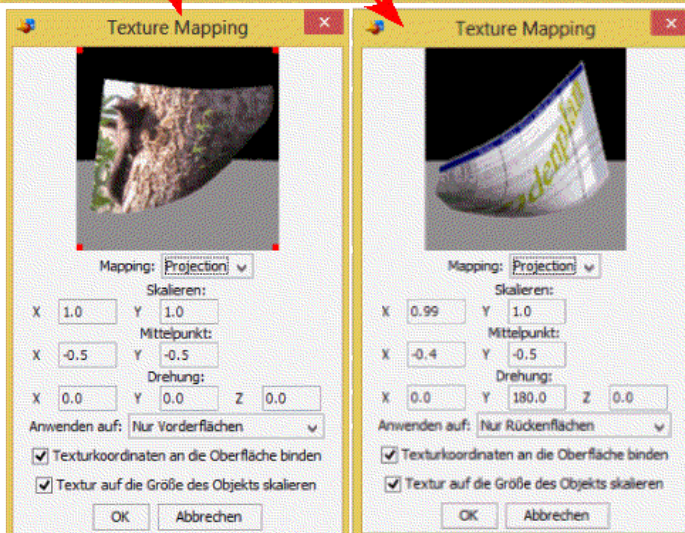 Texture Mapping
Mapping: Projection
Skalieren:
X 1.0 Y 1.0
Mittelpunkt:
X -0.5 Y -0.5
Drehung:
X 0.0 Y 0.0 Z 0.0
Anwenden auf: Nur Vorderflächen
Texturkoordinaten an die Oberfläche binden
Textur auf die Größe des Objekts skalieren
OK Abbrechen
Texture Mapping
adenplan
Mapping: Projection
Skalieren:
X 0.99 Y 1.0
Mittelpunkt:
X -0.4 Y -0.5
Drehung:
X 0.0 Y 180.0 Z 0.0
Anwenden auf: Nur Rückenflächen
Texturkoordinaten an die Oberfläche binden
Textur auf die Größe des Objekts skalieren
OK Abbrechen